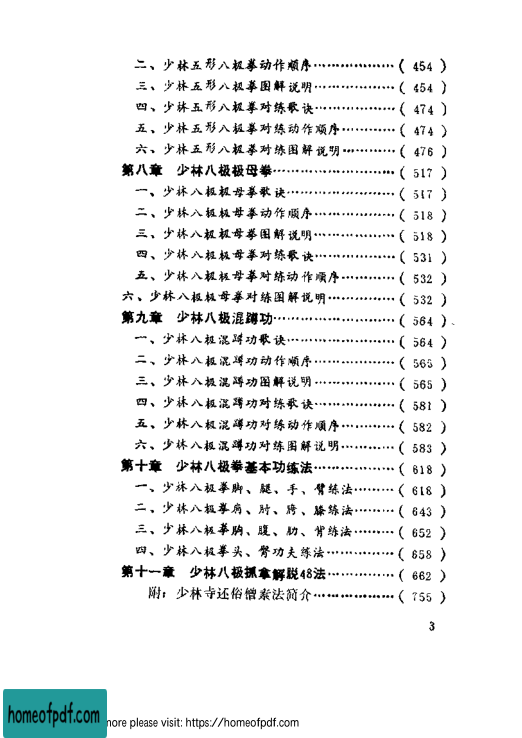 二、少林五形八极拳动作顺序………………( 454 )
三、少林五形八极拳图解说明………………( 454 )
四、少林五形八极拳对练歌诀………………( 474 )
五、少林五形八极拳对练动作顺序…………( 474 )
六、少林五形八极拳对练图解说明…………( 476 )
第八章 少林八极极母拳………………………( 517 )
一、少林八极极母拳歌诀……………………( 517 )
二、少林八极极母拳动作顺序………………( 518 )
三、少林八极极母拳图解说明………………( 518 )
四、少林八极极母拳对练歌诀………………( 531 )
五、少林八极极母拳对练动作顺序…………( 532 )
六、少林八极极母拳对练图解说明……………( 532 )
第九章 少林八极混蹲功………………………( 564 )
一、少林八极混蹲功歌诀……………………( 564 )
二、少林八极混蹲功动作顺序………………( 565 )
三、少林八极混蹲功图解说明………………( 565 )
四、少林八极混蹲功对练歌诀………………( 581 )
五、少林八极混蹲功对练动作顺序…………( 582 )
六、少林八极混蹲功对练图解说明…………( 583 )
第十章 少林八极拳基本功练法………………( 618 )
一、少林八极拳脚、腿、手、臂练法………( 618 )
二、少林八极拳肩、肘、胯、膝练法………( 643 )
三、少林八极拳胸、腹、肋、背练法………( 652 )
四、少林八极拳头、臀功夫练法……………( 658 )
第十一章 少林八极抓拿解脱48法……………( 662 )
附：少林寺还俗僧素法简介………………( 755 )
3
homeofpdf.com
more please visit: https://homeofpdf.com